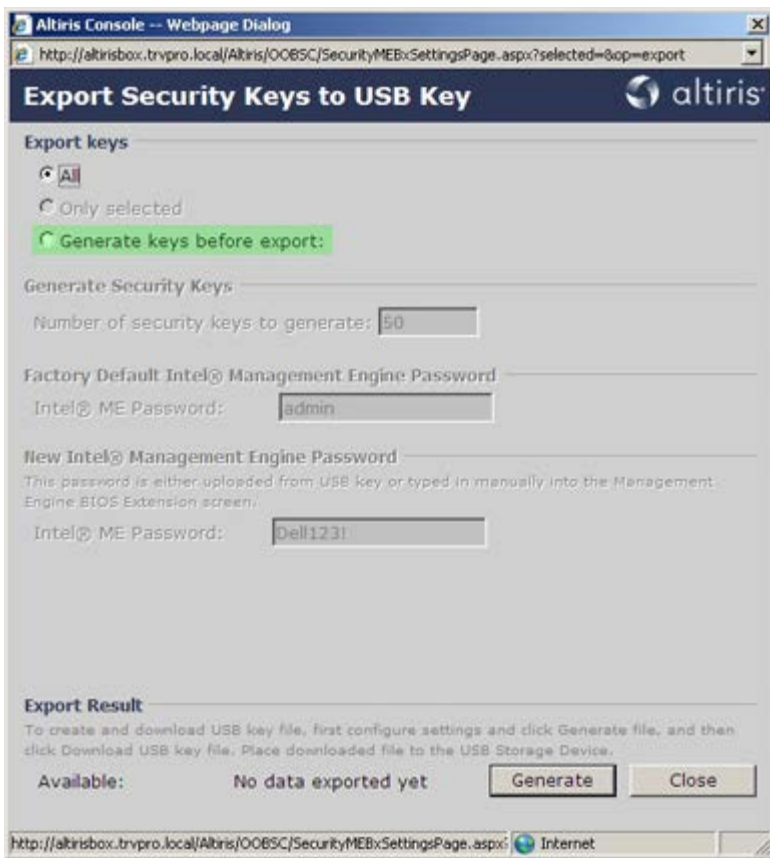 Altiris Console -- Webpage Dialog
http://altirisbox.trvpro.local/Altiris/OOBSC/SecurityMEBxSettingsPage.aspx?selected=&op=export
Export Security Keys to USB Key
altiris
Export keys
All
Only selected
Generate keys before export:
Generate Security Keys
Number of security keys to generate: 50
Factory Default Intel® Management Engine Password
Intel® ME Password: admin
New Intel® Management Engine Password
This password is either uploaded from USB key or typed in manually into the Management
Engine BIOS Extension screen.
Intel® ME Password: Dell123!
Export Result
To create and download USB key file, first configure settings and click Generate file, and then
click Download USB key file. Place downloaded file to the USB Storage Device.
Available: No data exported yet Generate Close
http://altirisbox.trvpro.local/Altiris/OOBSC/SecurityMEBxSettingsPage.aspx? Internet